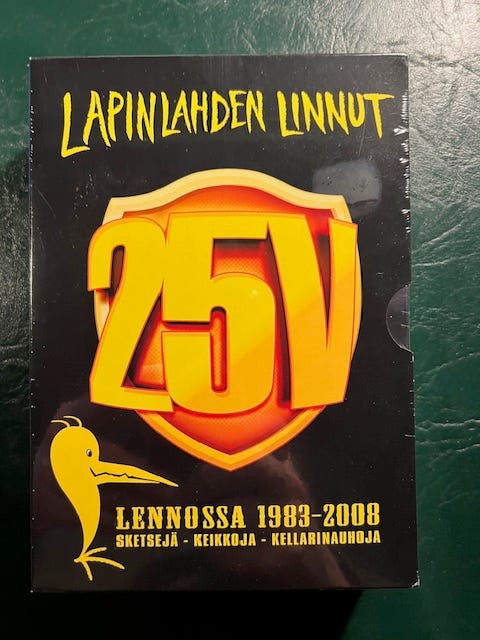 LAPINLAHDEN LINNUT
25V
LENNOSSA 1983-2008
SKETSEJÄ - KEIKKOJA - KELLARINAUHOJA